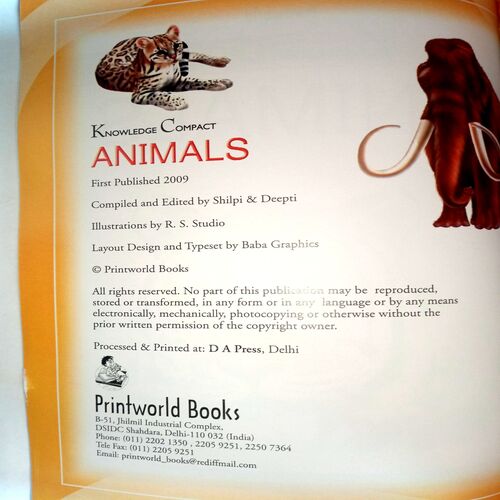 KNOWLEDGE COMPACT
ANIMALS
First Published 2009
Compiled and Edited by Shilpi & Deepti
Illustrations by R. S. Studio
Layout Design and Typeset by Baba Graphics
© Printworld Books
All rights reserved. No part of this publication may be reproduced,
stored or transformed, in any form or in any language or by any means
electronically, mechanically, photocopying or otherwise without the
prior written permission of the copyright owner.
Processed & Printed at: D A Press, Delhi
Printworld Books
B-51, Jhilmil Industrial Complex,
DSIDC Shahdara, Delhi-110 032 (India)
Phone: (011) 2202 1350 , 2205 9251, 2250 7364
Tele Fax: (011) 2205 9251
Email: printworld_books@rediffmail.com